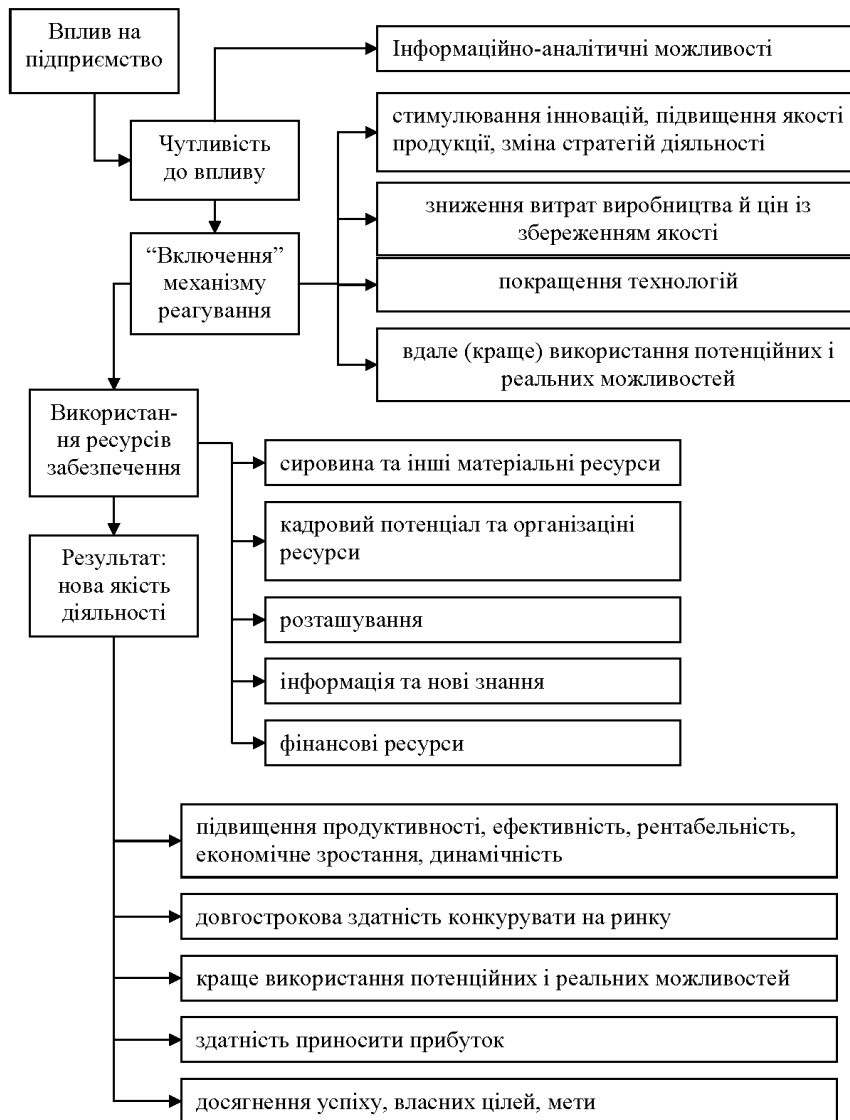 Вплив на
підприємство
Інформаційно-аналітичні можливості
Чутливість
до впливу
стимулювання інновацій, підвищення якості
продукції, зміна стратегій діяльності
зниження витрат виробництва й цін із
збереженням якості
“Включення”
механізму
реагування
покращення технологій
вдале (краще) використання потенційних і
реальних можливостей
Використан-
ня ресурсів
забезпечення
сировина та інші матеріальні ресурси
кадровий потенціал та організаціні
ресурси
Результат:
нова якість
діяльності
розташування
інформація та нові знання
фінансові ресурси
підвищення продуктивності, ефективність, рентабельність,
економічне зростання, динамічність
довгострокова здатність конкурувати на ринку
краще використання потенційних і реальних можливостей
здатність приносити прибуток
досягнення успіху, власних цілей, мети